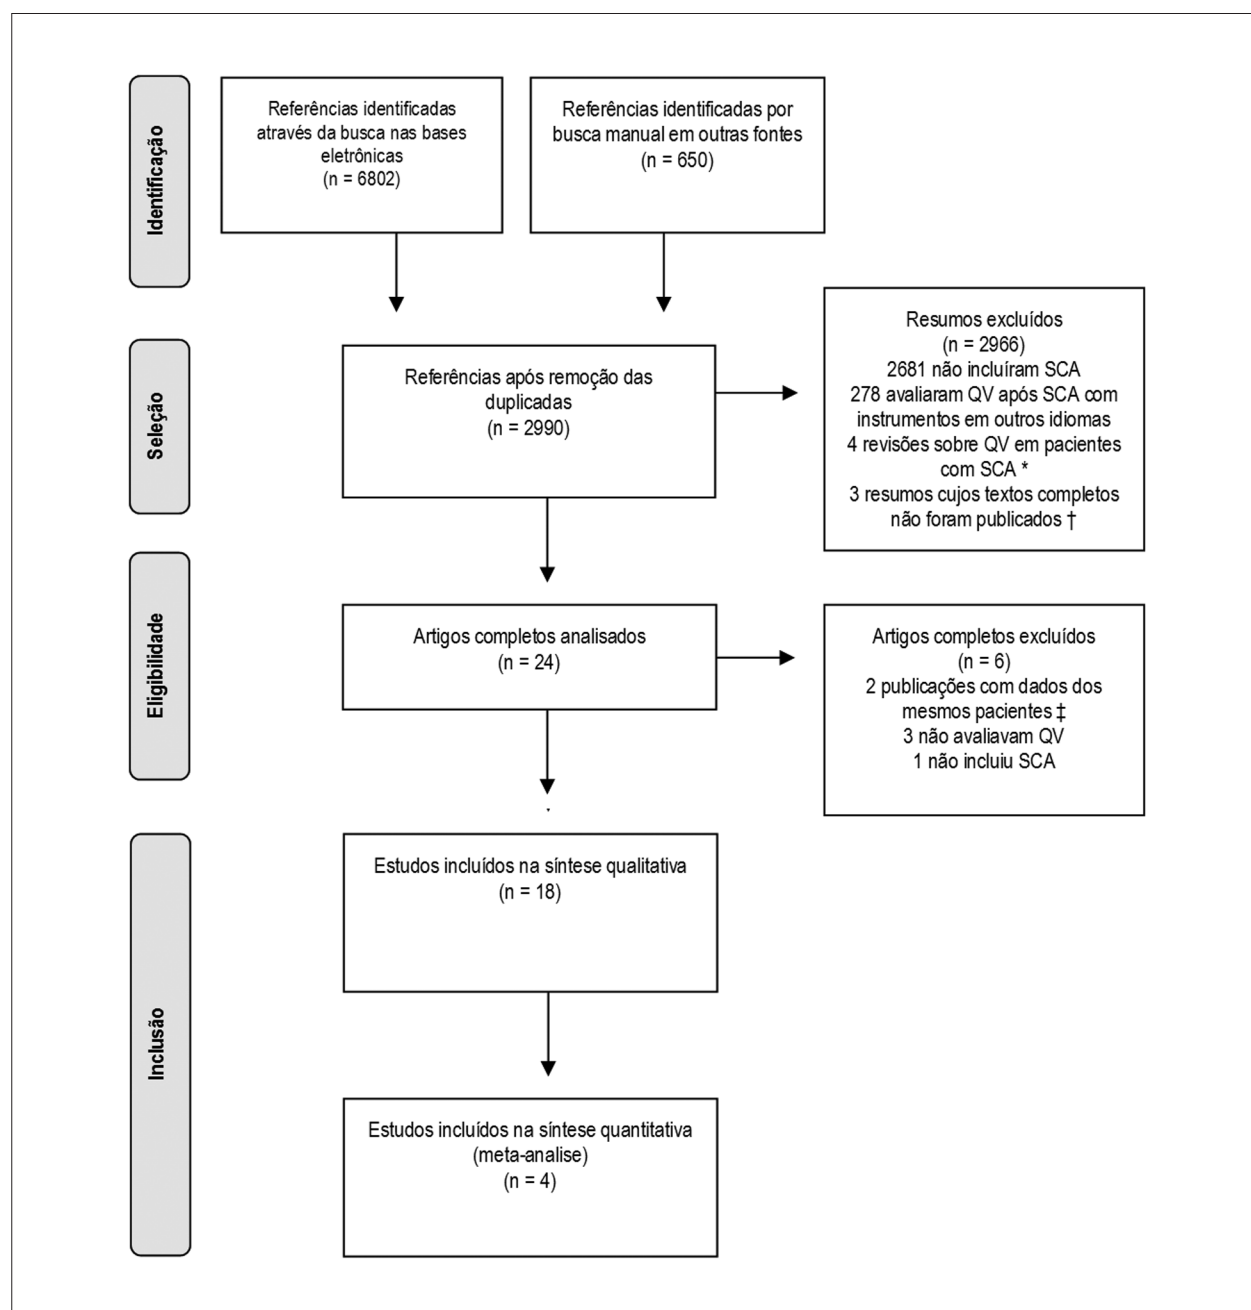 Identificação
Referências identificadas
através da busca nas bases
eletrônicas
(n = 6802)
Referências identificadas por
busca manual em outras fontes
(n = 650)
Seleção
Referências após remoção das
duplicadas
(n = 2990)
Resumos excluídos
(n = 2966)
2681 não incluíram SCA
278 avaliaram QV após SCA com
instrumentos em outros idiomas
4 revisões sobre QV em pacientes
com SCA *
3 resumos cujos textos completos
não foram publicados †
Eligibilidade
Artigos completos analisados
(n = 24)
Artigos completos excluídos
(n = 6)
2 publicações com dados dos
mesmos pacientes ‡
3 não avaliavam QV
1 não incluiu SCA
Inclusão
Estudos incluídos na síntese qualitativa
(n = 18)
Estudos incluídos na síntese quantitativa
(meta-analise)
(n = 4)